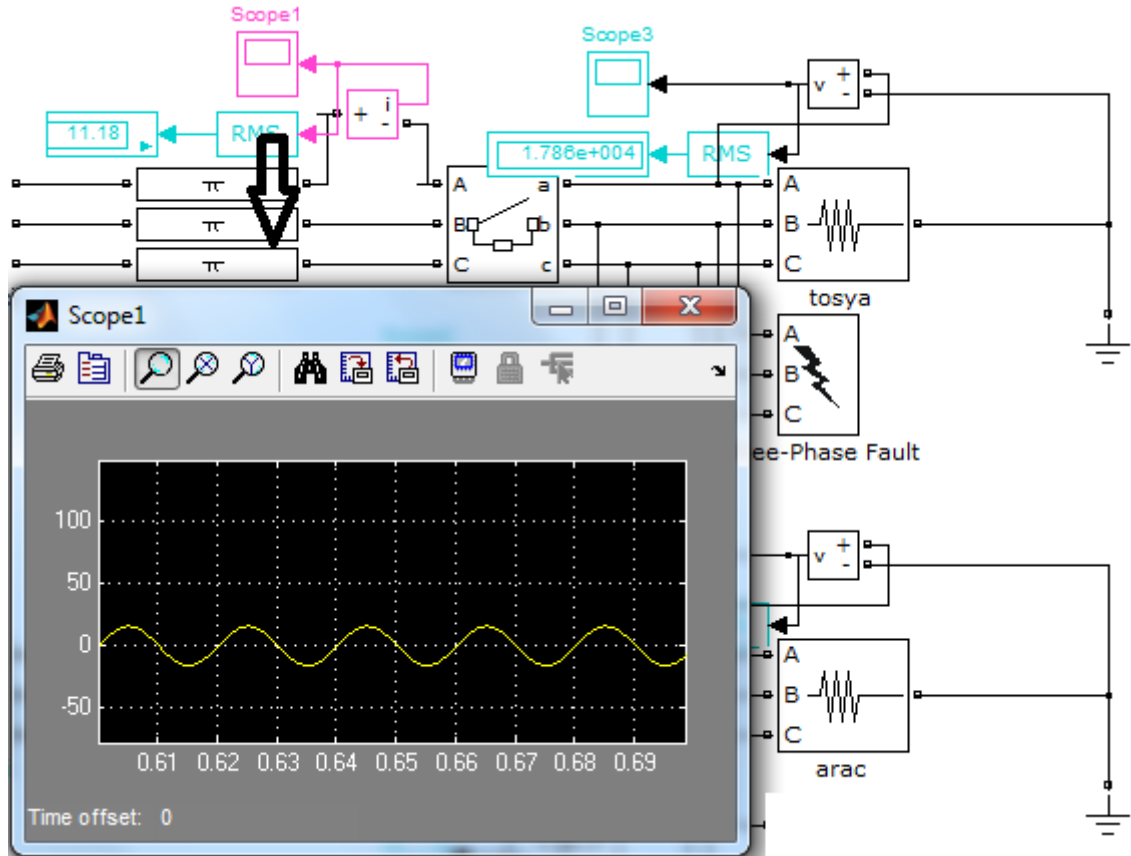 Scope1
Scope3
i
+
-
v
+
-
11.18
RMS
1.786e+004
RMS
π
A
a
A
π
B
b
B
π
C
c
C
tosya
Scope1
A
B
C
ee-Phase Fault
100
50
0
-50
0.61 0.62 0.63 0.64 0.65 0.66 0.67 0.68 0.69
Time offset: 0
v
+
-
A
B
C
arac